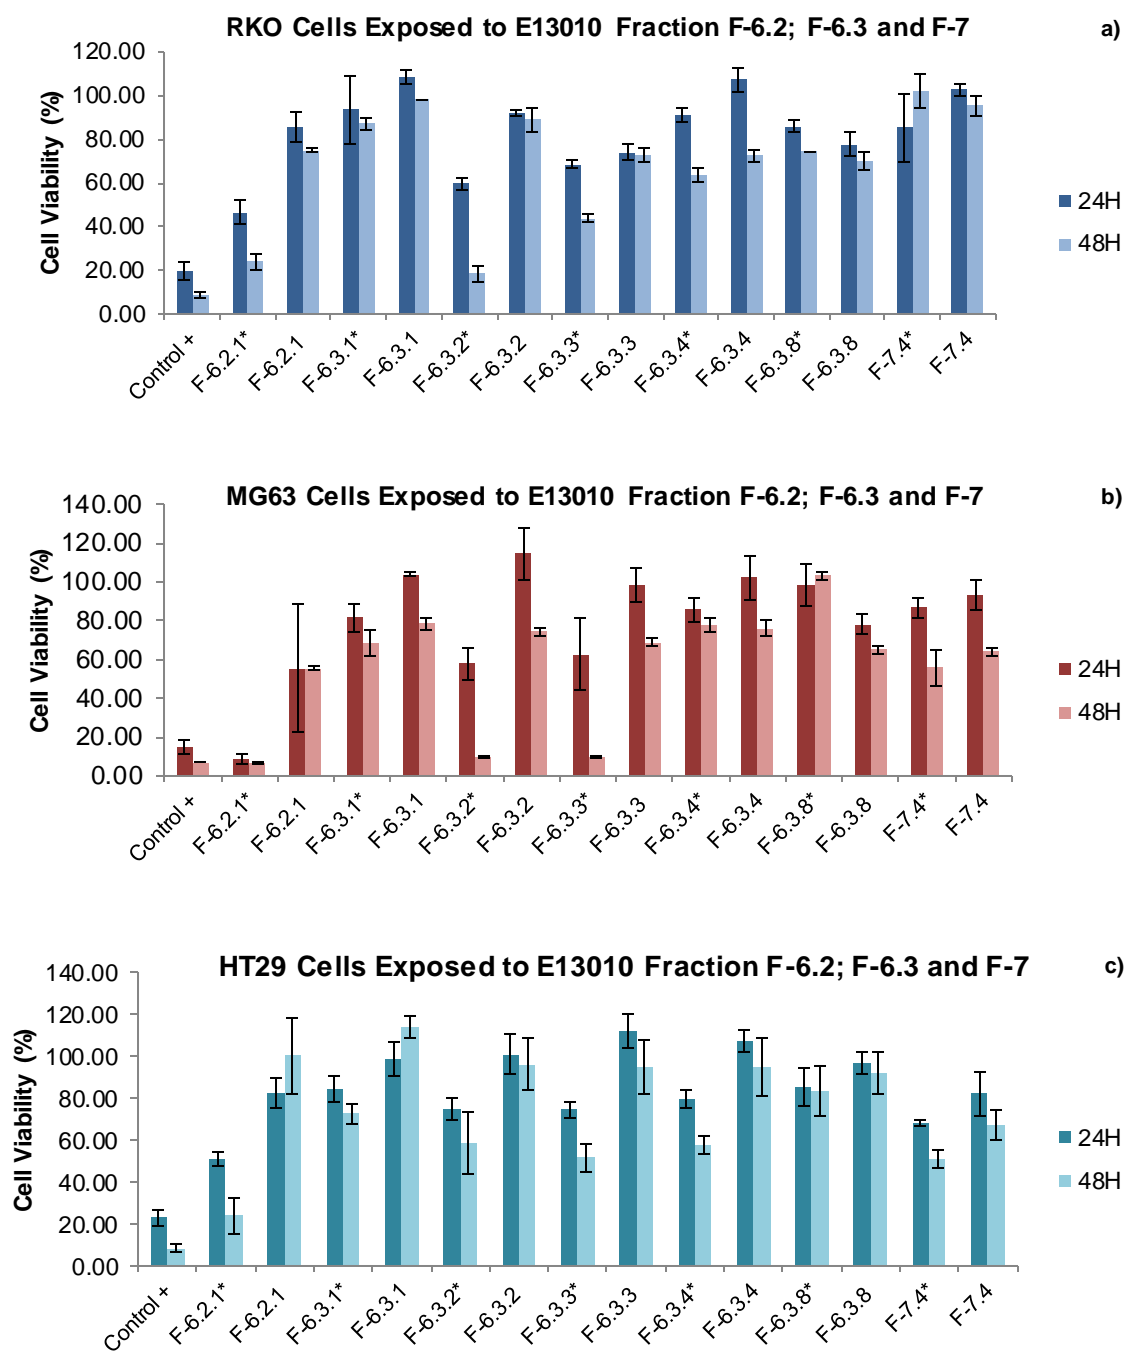 RKO Cells Exposed to E13010 Fraction F-6.2; F-6.3 and F-7
a)
120.00
100.00
80.00
60.00
40.00
20.00
0.00
Cell Viability (%)
Control +
F-6.2.1*
F-6.2.1
F-6.3.1*
F-6.3.1
F-6.3.2*
F-6.3.2
F-6.3.3*
F-6.3.3
F-6.3.4*
F-6.3.4
F-6.3.8*
F-6.3.8
F-7.4*
F-7.4
24H
48H
MG63 Cells Exposed to E13010 Fraction F-6.2; F-6.3 and F-7
b)
140.00
120.00
100.00
80.00
60.00
40.00
20.00
0.00
Cell Viability (%)
Control +
F-6.2.1*
F-6.2.1
F-6.3.1*
F-6.3.1
F-6.3.2*
F-6.3.2
F-6.3.3*
F-6.3.3
F-6.3.4*
F-6.3.4
F-6.3.8*
F-6.3.8
F-7.4*
F-7.4
24H
48H
HT29 Cells Exposed to E13010 Fraction F-6.2; F-6.3 and F-7
c)
140.00
120.00
100.00
80.00
60.00
40.00
20.00
0.00
Cell Viability (%)
Control +
F-6.2.1*
F-6.2.1
F-6.3.1*
F-6.3.1
F-6.3.2*
F-6.3.2
F-6.3.3*
F-6.3.3
F-6.3.4*
F-6.3.4
F-6.3.8*
F-6.3.8
F-7.4*
F-7.4
24H
48H